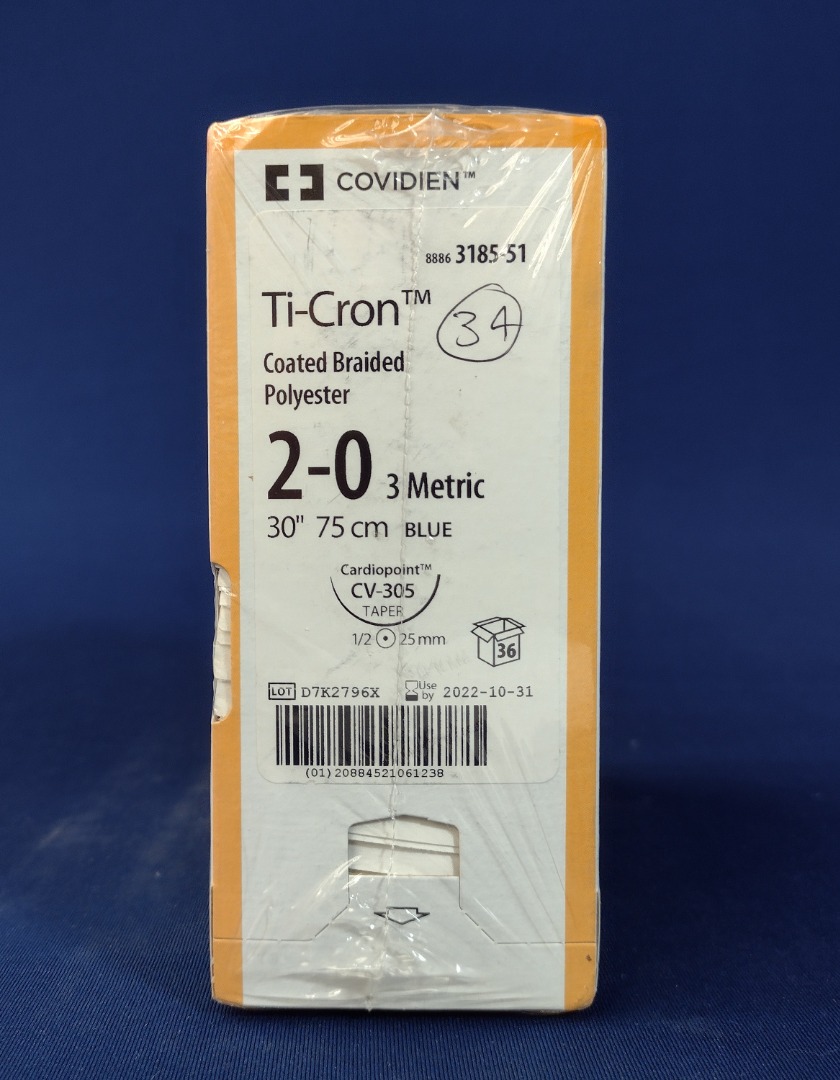 COVIDIEN™
8886 3185-51
Ti-Cron™
34
Coated Braided
Polyester
2-0 3 Metric
30" 75 cm BLUE
Cardiopoint™
CV-305
TAPER
1/2 25 mm
36
LOT D7K2796X Use by 2022-10-31
(01)20884521061238